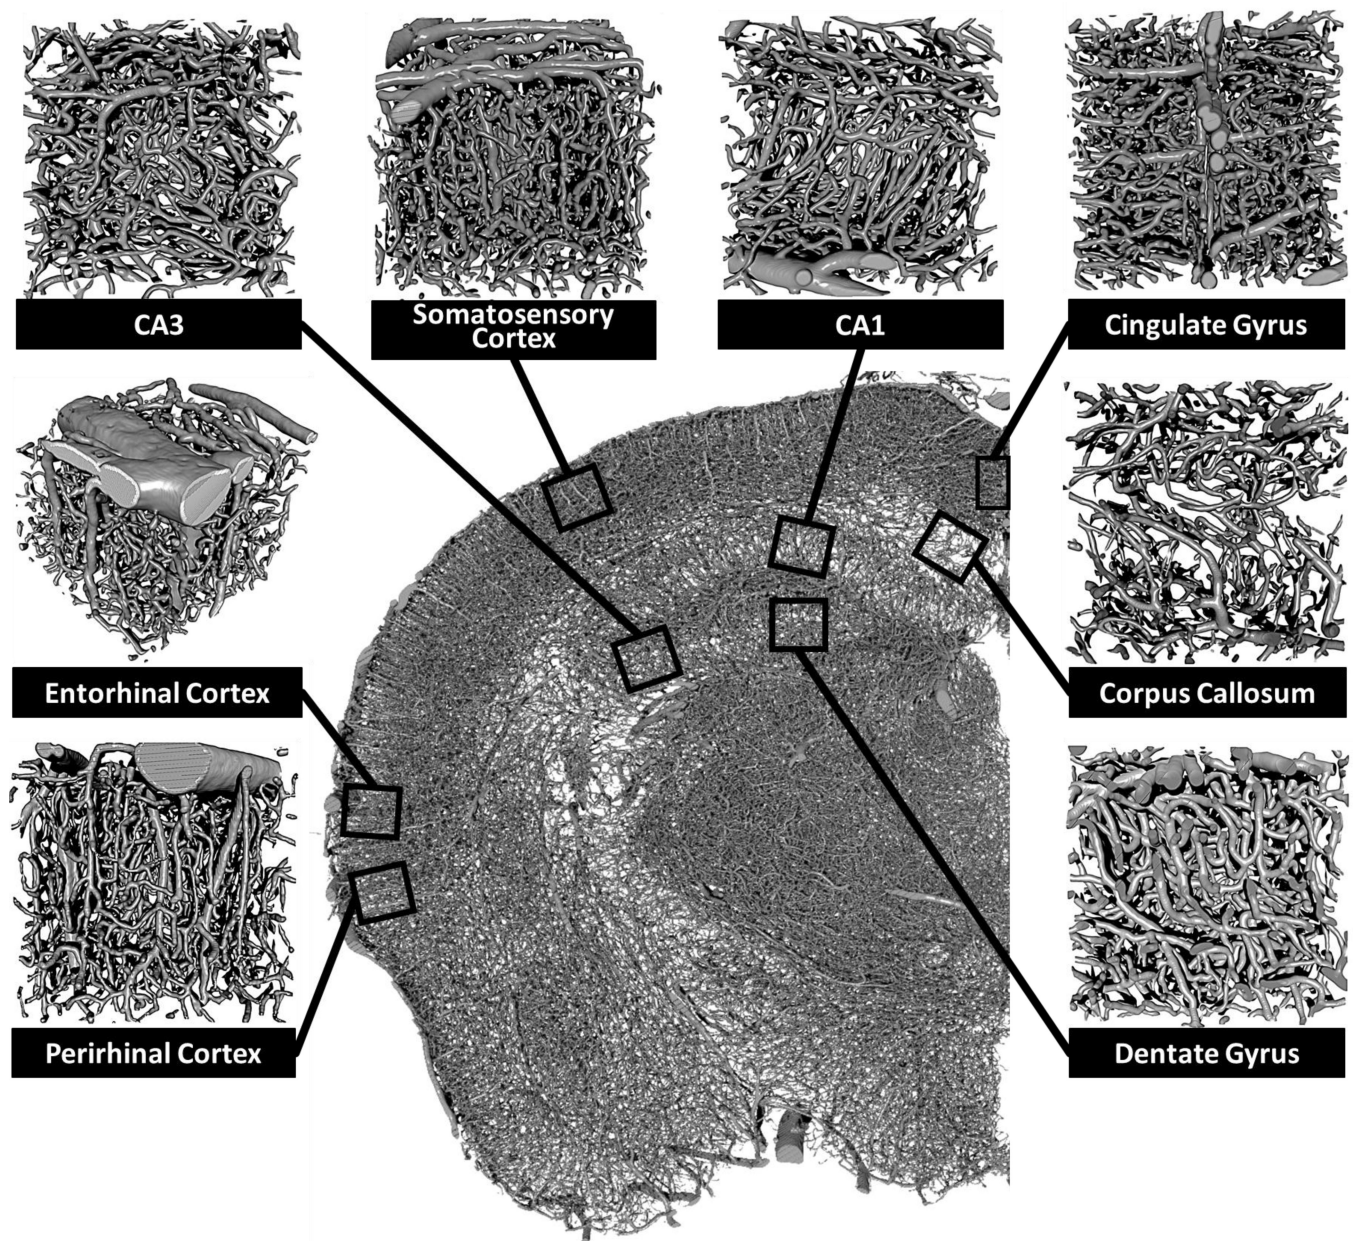 CA3
Somatosensory
Cortex
CA1
Cingulate Gyrus
Entorhinal Cortex
Corpus Callosum
Perirhinal Cortex
Dentate Gyrus